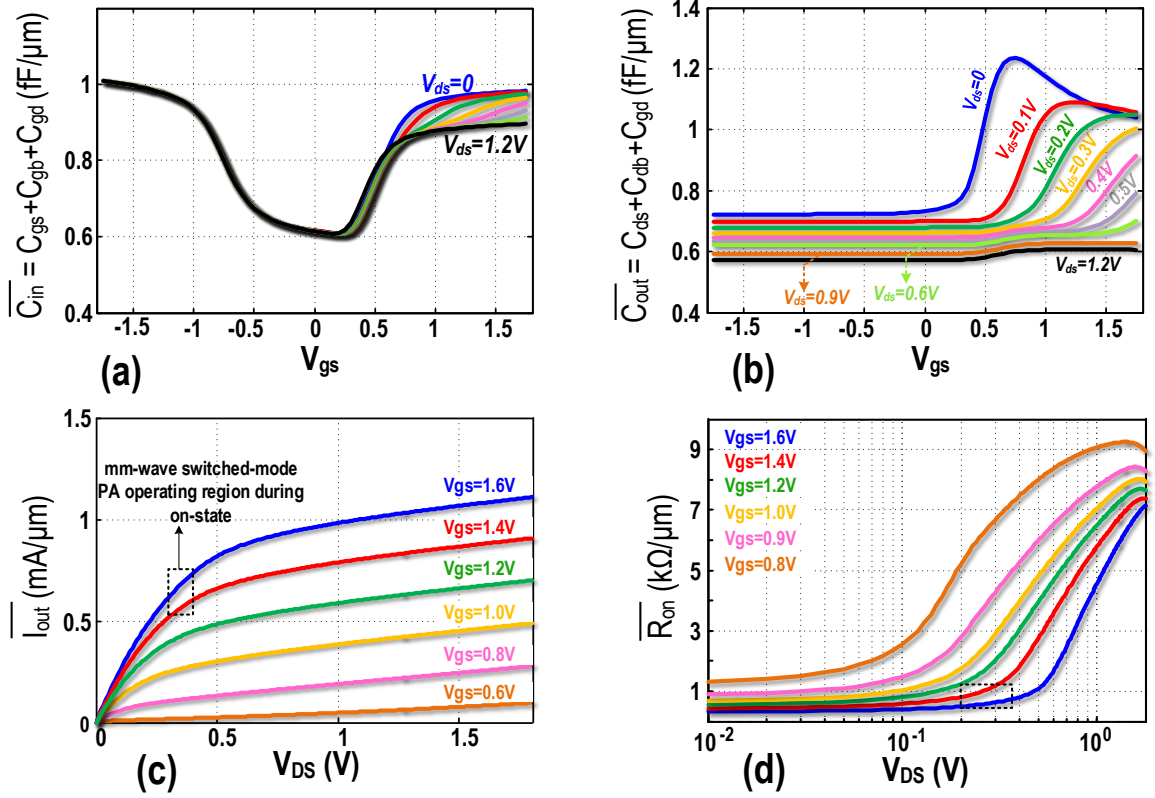 C̅i̅n̅ = Cgs+Cgb+Cgd (fF/µm)
1
0.8
0.6
0.4
Vds=0
Vds=1.2V
-1.5
-1
-0.5
0
0.5
1
1.5
Vgs
(a)
C̅o̅u̅t̅ = Cds+Cdb+Cgd (fF/µm)
1.4
1.2
1.0
0.8
0.6
0.4
Vds=0
Vds=0.1V
Vds=0.2V
Vds=0.3V
0.4V
0.5V
Vds=1.2V
Vds=0.9V
Vds=0.6V
-1.5
-1
-0.5
0
0.5
1
1.5
Vgs
(b)
I̅o̅u̅t̅ (mA/µm)
1.5
1
0.5
0
mm-wave switched-mode
PA operating region during
on-state
Vgs=1.6V
Vgs=1.4V
Vgs=1.2V
Vgs=1.0V
Vgs=0.8V
Vgs=0.6V
0
0.5
1
1.5
VDS (V)
(c)
R̅o̅n̅ (kΩ/µm)
9
7
5
3
1
Vgs=1.6V
Vgs=1.4V
Vgs=1.2V
Vgs=1.0V
Vgs=0.9V
Vgs=0.8V
10-2
10-1
100
VDS (V)
(d)